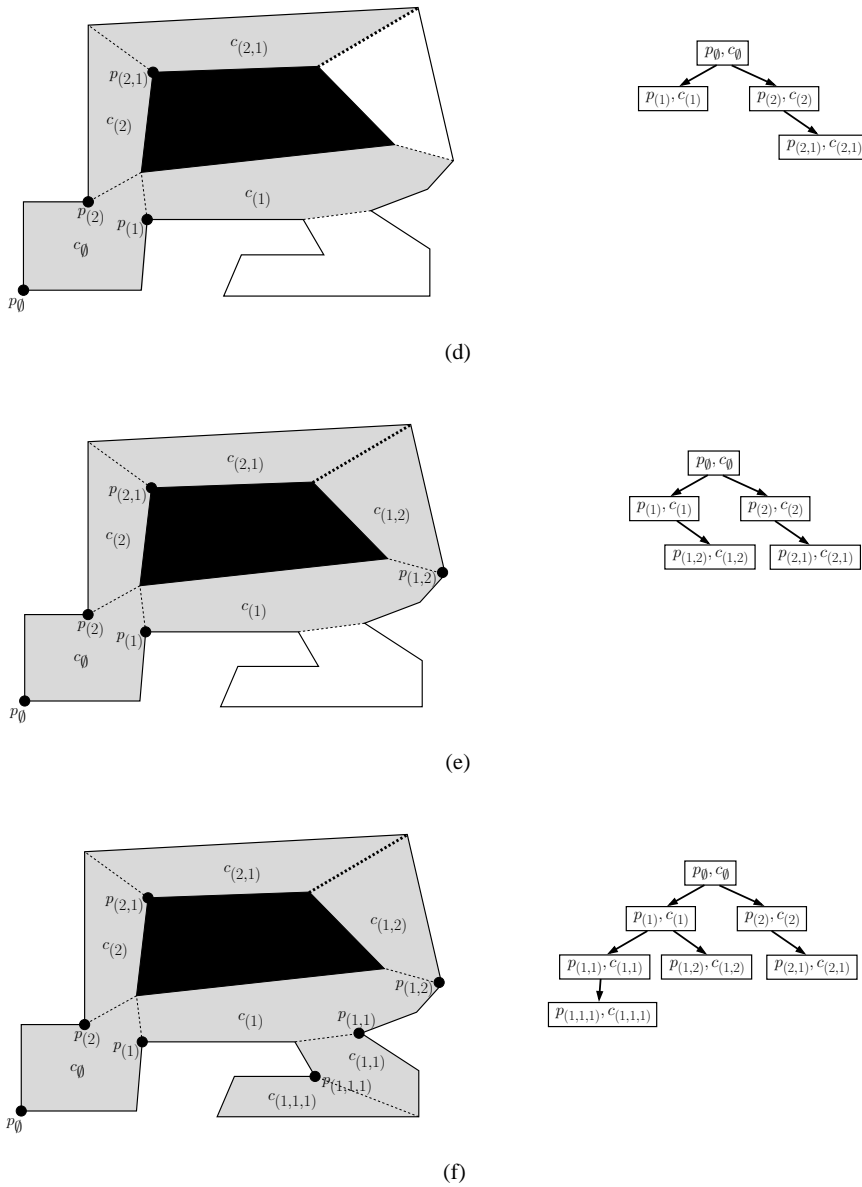 c(2,1)
p∅, c∅
p(2,1)
p(1), c(1)
p(2), c(2)
c(2)
p(2,1), c(2,1)
c(1)
p(2)
p(1)
c∅
p∅
(d)
c(2,1)
p∅, c∅
p(2,1)
c(1,2)
p(1), c(1)
p(2), c(2)
c(2)
p(1,2), c(1,2)
p(2,1), c(2,1)
p(1,2)
c(1)
p(2)
p(1)
c∅
p∅
(e)
c(2,1)
p∅, c∅
p(2,1)
c(1,2)
p(1), c(1)
p(2), c(2)
c(2)
p(1,1), c(1,1)
p(1,2), c(1,2)
p(2,1), c(2,1)
p(1,2)
p(1,1,1), c(1,1,1)
c(1)
p(1,1)
p(2)
p(1)
c(1,1)
c∅
p(1,1,1)
c(1,1,1)
p∅
(f)